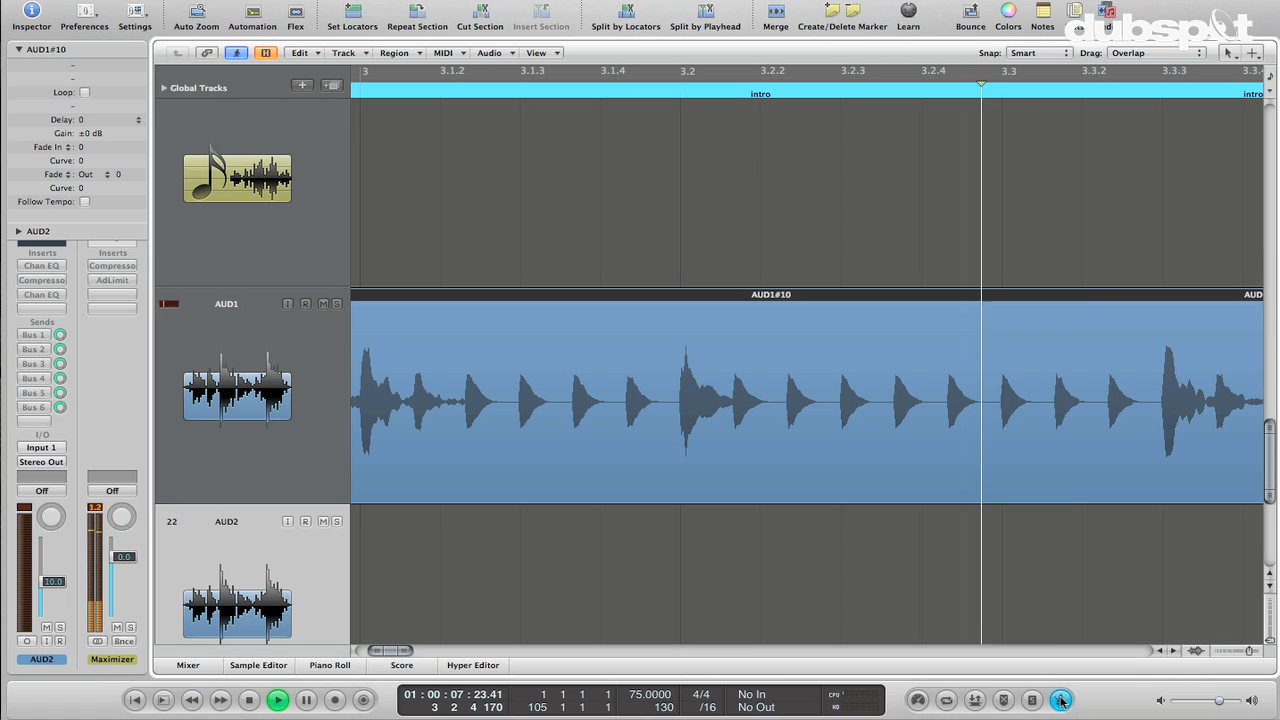 Inspector Preferences Settings Auto Zoom Automation Flex Set Locators Repeat Section Cut Section Insert Section Split by Locators Split by Playhead Merge Create/Delete Marker Learn Bounce Colors Notes
dubspot
AUD1#10
Edit Track Region MIDI Audio View Snap: Smart Drag: Overlap
–
–
Loop:
–
Delay: 0
Gain: ±0 dB
Fade In : 0
Curve: 0
Fade : Out 0
Curve: 0
Follow Tempo:
3 3.1.2 3.1.3 3.1.4 3.2 3.2.2 3.2.3 3.2.4 3.3 3.3.2 3.3.3
Global Tracks
intro intro
AUD2
Inserts Inserts
Chan EQ Compresso
Compresso AdLimit
Chan EQ
Sends
Bus 1
Bus 2
Bus 3
Bus 4
Bus 5
Bus 6
I/O
Input 1
Stereo Out
Off Off
1.2
0.0
10.0
M S M S
I R Bnce
AUD2 Maximizer
AUD1 I R M S
AUD1#10 AUD
22 AUD2 I R M S
Mixer Sample Editor Piano Roll Score Hyper Editor
01 : 00 : 07 : 23.41 1 1 1 1 75.0000 4/4 No In CPU
3 2 4 170 105 1 1 1 130 /16 No Out HD